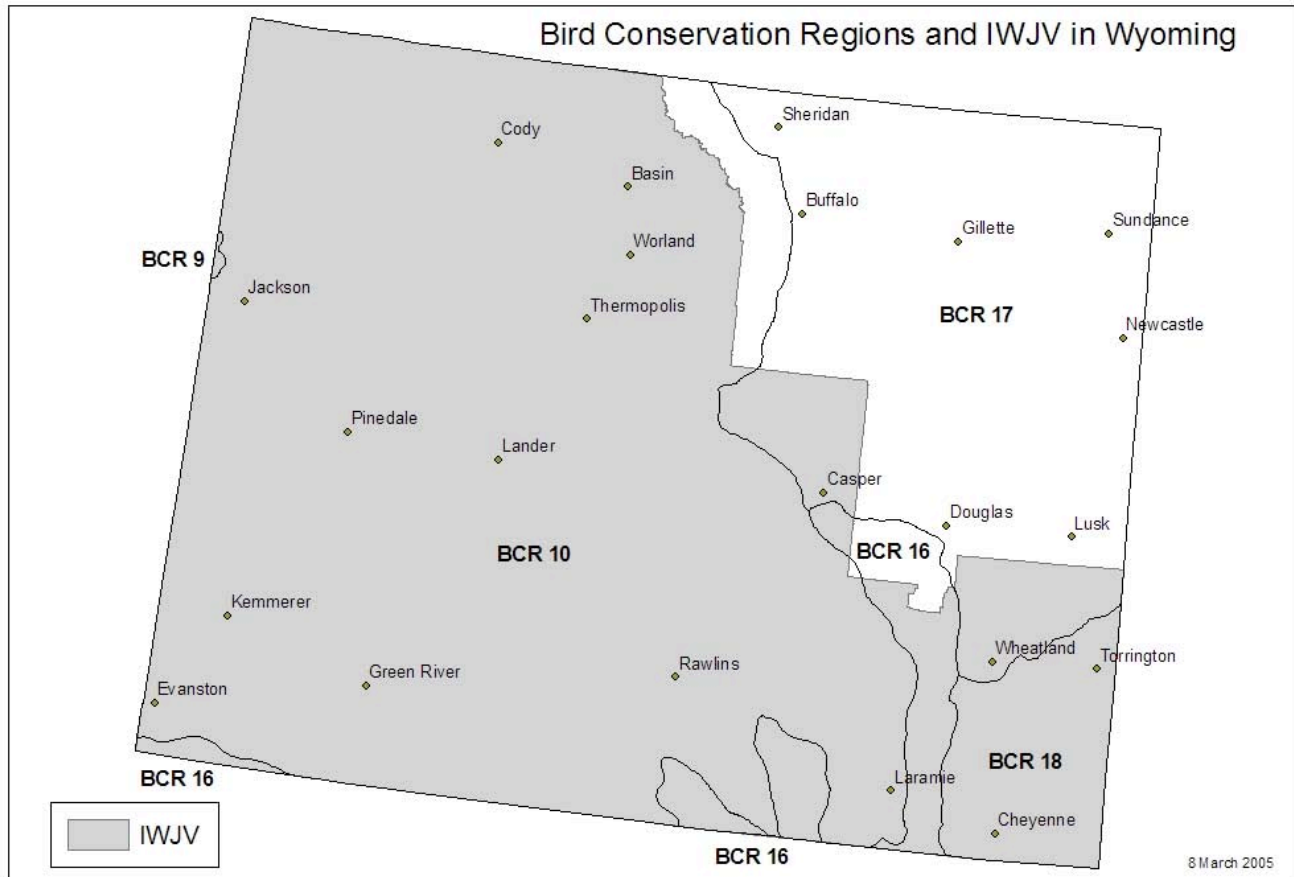 Bird Conservation Regions and IWJV in Wyoming
Sheridan
Cody
Basin
Buffalo
Gillette
Sundance
BCR 9
Worland
Jackson
Thermopolis
BCR 17
Newcastle
Pinedale
Lander
Casper
Douglas
Lusk
BCR 10
BCR 16
Kemmerer
Wheatland
Torrington
Green River
Rawlins
Evanston
BCR 16
Laramie
BCR 18
Cheyenne
IWJV
BCR 16
8 March 2005